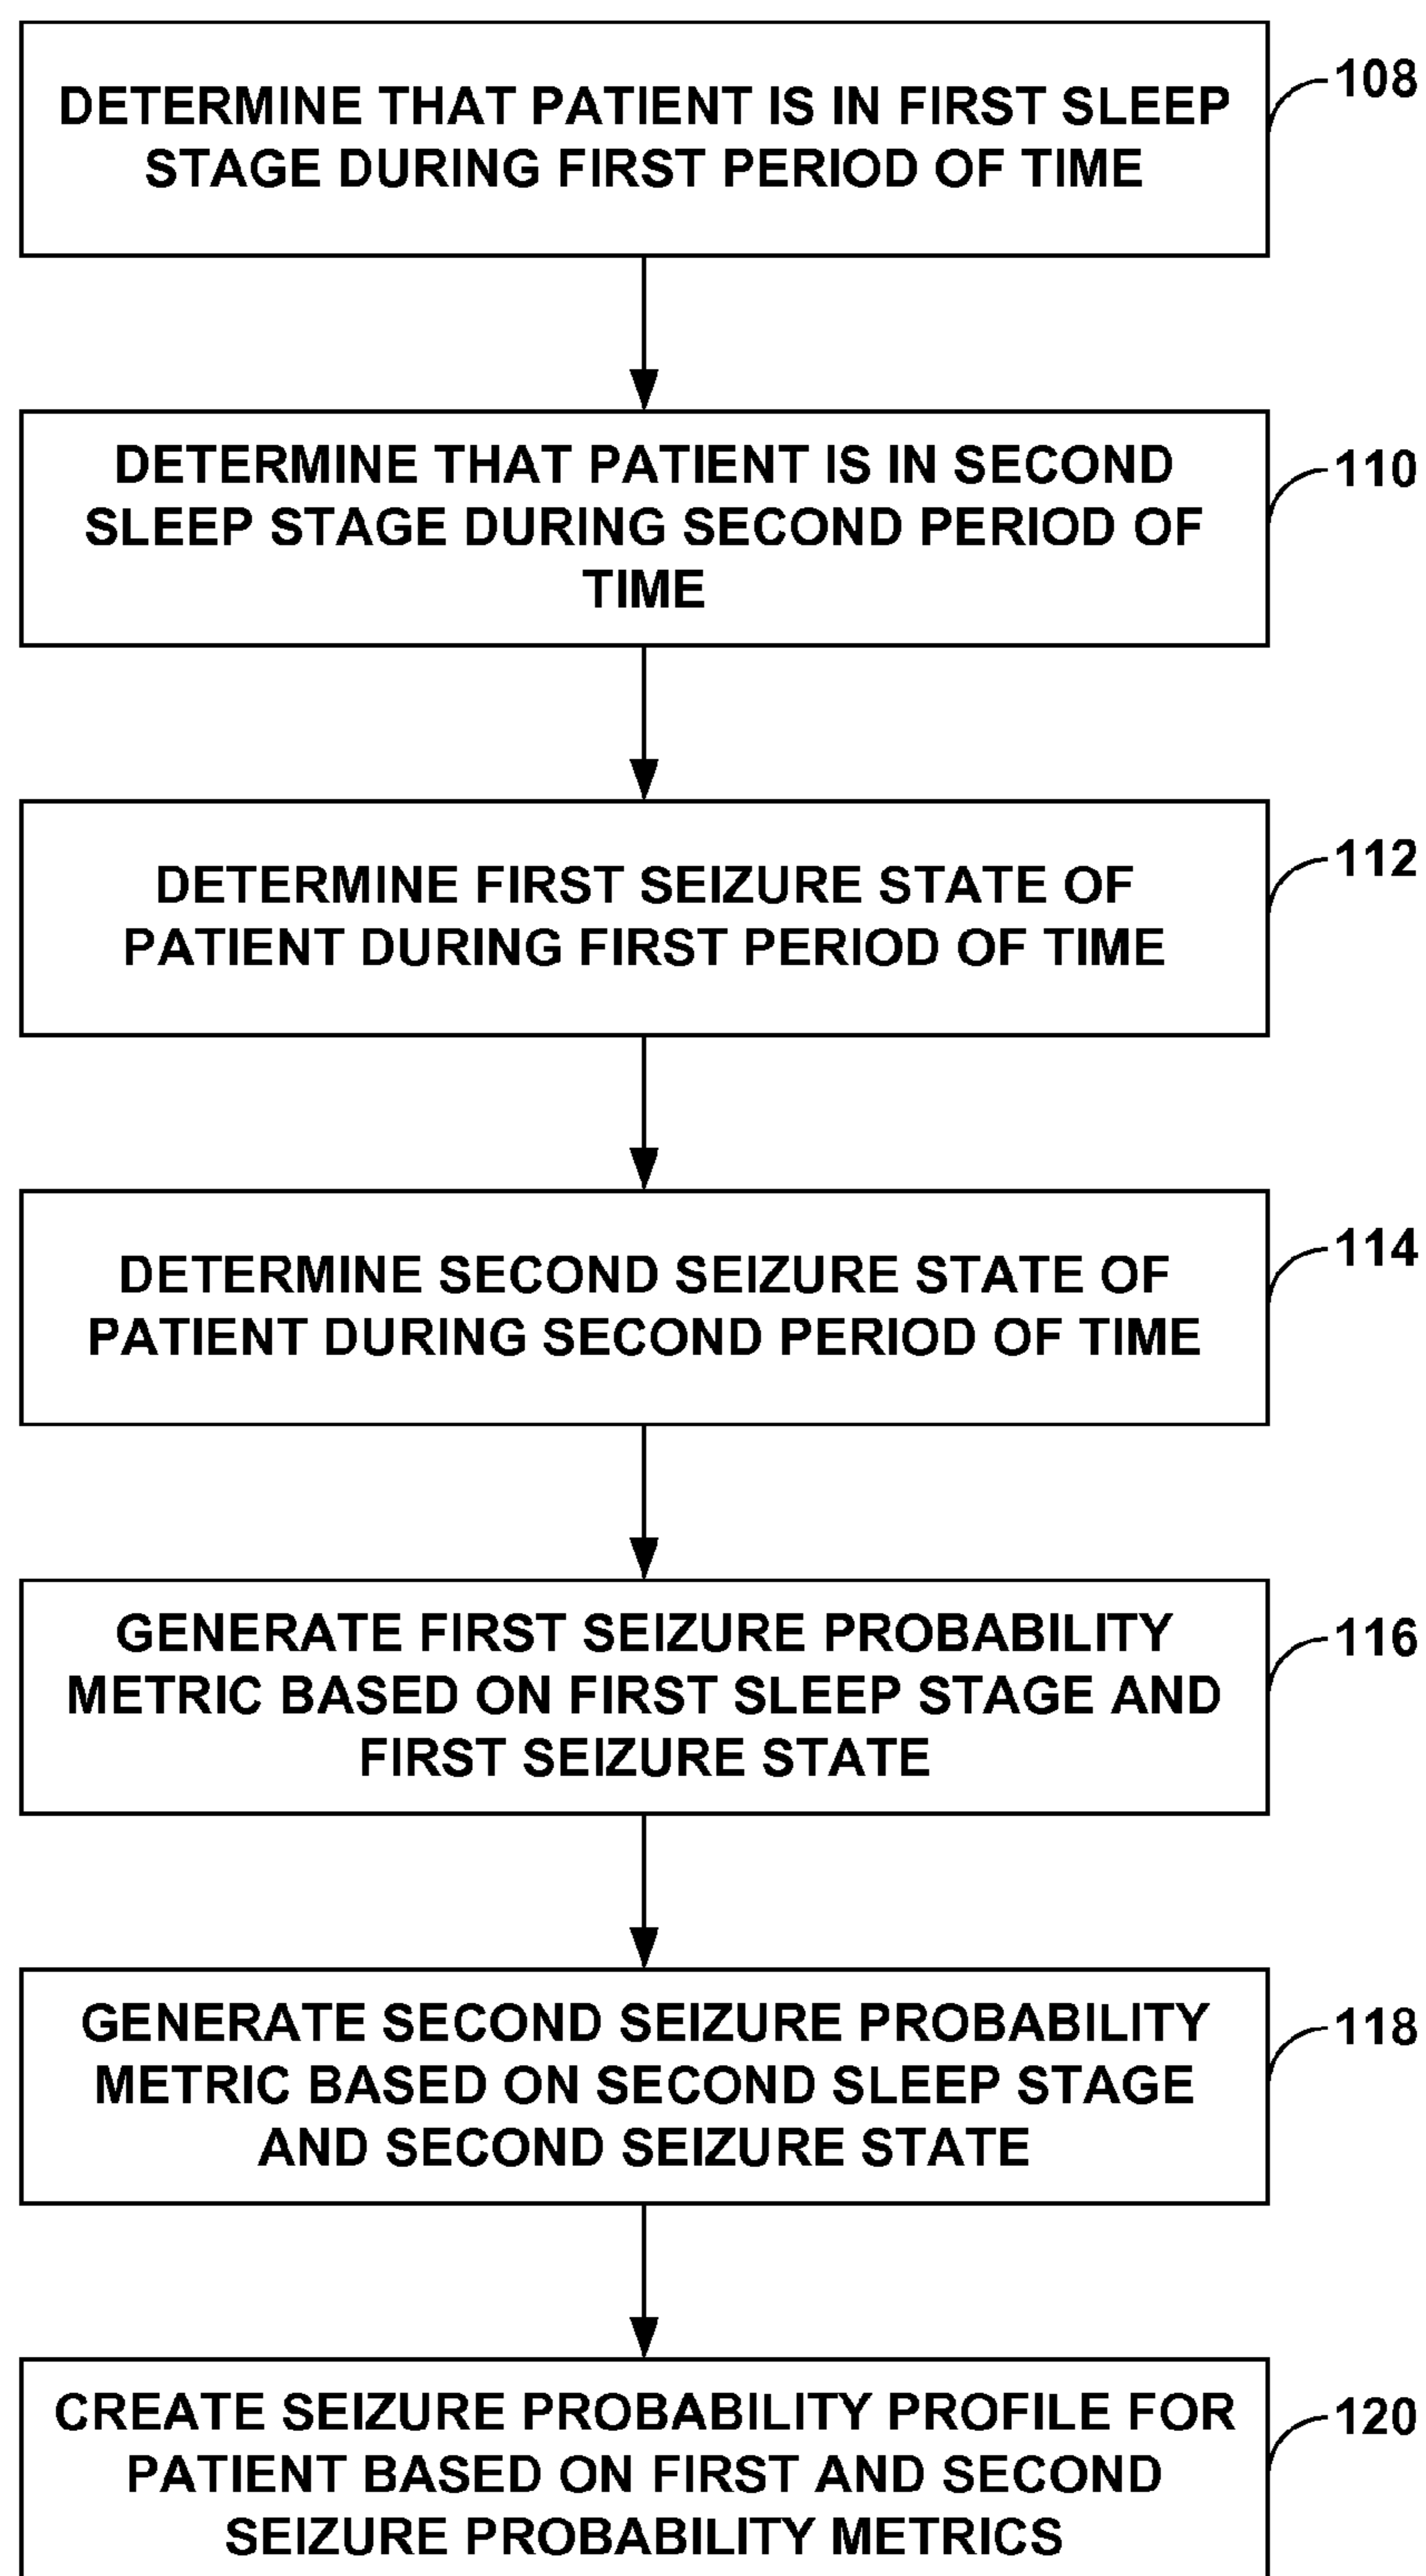 DETERMINE THAT PATIENT IS IN FIRST SLEEP
STAGE DURING FIRST PERIOD OF TIME
108
DETERMINE THAT PATIENT IS IN SECOND
SLEEP STAGE DURING SECOND PERIOD OF
TIME
110
DETERMINE FIRST SEIZURE STATE OF
PATIENT DURING FIRST PERIOD OF TIME
112
DETERMINE SECOND SEIZURE STATE OF
PATIENT DURING SECOND PERIOD OF TIME
114
GENERATE FIRST SEIZURE PROBABILITY
METRIC BASED ON FIRST SLEEP STAGE AND
FIRST SEIZURE STATE
116
GENERATE SECOND SEIZURE PROBABILITY
METRIC BASED ON SECOND SLEEP STAGE
AND SECOND SEIZURE STATE
118
CREATE SEIZURE PROBABILITY PROFILE FOR
PATIENT BASED ON FIRST AND SECOND
SEIZURE PROBABILITY METRICS
120